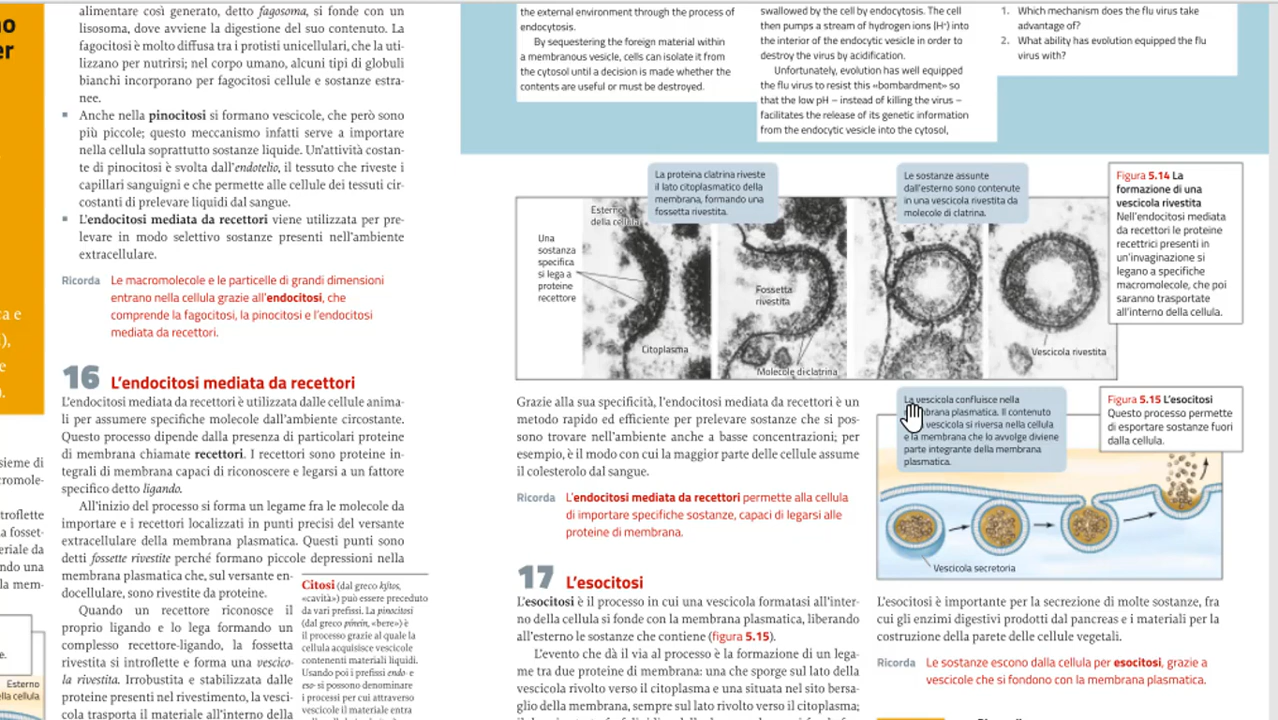 no
er
ca e
),
e
).
sieme di
cromole-
troflette
a fosset-
eriale da
ndo una
la mem-
e.
Esterno
ella cellula
alimentare così generato, detto fagosoma, si fonde con un
lisosoma, dove avviene la digestione del suo contenuto. La
fagocitosi è molto diffusa tra i protisti unicellulari, che la uti-
lizzano per nutrirsi; nel corpo umano, alcuni tipi di globuli
bianchi incorporano per fagocitosi cellule e sostanze estra-
nee.
▪ Anche nella pinocitosi si formano vescicole, che però sono
più piccole; questo meccanismo infatti serve a importare
nella cellula soprattutto sostanze liquide. Un'attività costan-
te di pinocitosi è svolta dall'endotelio, il tessuto che riveste i
capillari sanguigni e che permette alle cellule dei tessuti cir-
costanti di prelevare liquidi dal sangue.
▪ L'endocitosi mediata da recettori viene utilizzata per pre-
levare in modo selettivo sostanze presenti nell'ambiente
extracellulare.
Ricorda Le macromolecole e le particelle di grandi dimensioni
entrano nella cellula grazie all'endocitosi, che
comprende la fagocitosi, la pinocitosi e l'endocitosi
mediata da recettori.
16 L'endocitosi mediata da recettori
L'endocitosi mediata da recettori è utilizzata dalle cellule anima-
li per assumere specifiche molecole dall'ambiente circostante.
Questo processo dipende dalla presenza di particolari proteine
di membrana chiamate recettori. I recettori sono proteine in-
tegrali di membrana capaci di riconoscere e legarsi a un fattore
specifico detto ligando.
All'inizio del processo si forma un legame fra le molecole da
importare e i recettori localizzati in punti precisi del versante
extracellulare della membrana plasmatica. Questi punti sono
detti fossette rivestite perché formano piccole depressioni nella
membrana plasmatica che, sul versante en-
docellulare, sono rivestite da proteine.
Quando un recettore riconosce il
proprio ligando e lo lega formando un
complesso recettore-ligando, la fossetta
rivestita si introflette e forma una vescico-
la rivestita. Irrobustita e stabilizzata dalle
proteine presenti nel rivestimento, la vesci-
cola trasporta il materiale all'interno della
Citosi (dal greco kýtos,
«cavità») può essere preceduto
da vari prefissi. La pinocitosi
(dal greco pínein, «bere») è
il processo grazie al quale la
cellula acquisisce vescicole
contenenti materiali liquidi.
Usando poi i prefissi endo- e
eso- si possono denominare
i processi per cui attraverso
vescicole il materiale entra
the external environment through the process of
endocytosis.
By sequestering the foreign material within
a membranous vesicle, cells can isolate it from
the cytosol until a decision is made whether the
contents are useful or must be destroyed.
swallowed by the cell by endocytosis. The cell
then pumps a stream of hydrogen ions (H⁺) into
the interior of the endocytic vesicle in order to
destroy the virus by acidification.
Unfortunately, evolution has well equipped
the flu virus to resist this «bombardment» so
that the low pH – instead of killing the virus –
facilitates the release of its genetic information
from the endocytic vesicle into the cytosol,
1. Which mechanism does the flu virus take
advantage of?
2. What ability has evolution equipped the flu
virus with?
La proteina clatrina riveste
il lato citoplasmatico della
membrana, formando una
fossetta rivestita.
Le sostanze assunte
dall'esterno sono contenute
in una vescicola rivestita da
molecole di clatrina.
Esterno
della cellula
Una
sostanza
specifica
si lega a
proteine
recettore
Citoplasma
Fossetta
rivestita
Molecole di clatrina
Vescicola rivestita
Figura 5.14 La
formazione di una
vescicola rivestita
Nell'endocitosi mediata
da recettori le proteine
recettrici presenti in
un'invaginazione si
legano a specifiche
macromolecole, che poi
saranno trasportate
all'interno della cellula.
Grazie alla sua specificità, l'endocitosi mediata da recettori è un
metodo rapido ed efficiente per prelevare sostanze che si pos-
sono trovare nell'ambiente anche a basse concentrazioni; per
esempio, è il modo con cui la maggior parte delle cellule assume
il colesterolo dal sangue.
Ricorda L'endocitosi mediata da recettori permette alla cellula
di importare specifiche sostanze, capaci di legarsi alle
proteine di membrana.
17 L'esocitosi
L'esocitosi è il processo in cui una vescicola formatasi all'inter-
no della cellula si fonde con la membrana plasmatica, liberando
all'esterno le sostanze che contiene (figura 5.15).
L'evento che dà il via al processo è la formazione di un lega-
me tra due proteine di membrana: una che sporge sul lato della
vescicola rivolto verso il citoplasma e una situata nel sito bersa-
glio della membrana, sempre sul lato rivolto verso il citoplasma;
La vescicola confluisce nella
membrana plasmatica. Il contenuto
vescicola si riversa nella cellula
e la membrana che lo avvolge diviene
parte integrante della membrana
plasmatica.
Figura 5.15 L'esocitosi
Questo processo permette
di esportare sostanze fuori
dalla cellula.
Vescicola secretoria
L'esocitosi è importante per la secrezione di molte sostanze, fra
cui gli enzimi digestivi prodotti dal pancreas e i materiali per la
costruzione della parete delle cellule vegetali.
Ricorda Le sostanze escono dalla cellula per esocitosi, grazie a
vescicole che si fondono con la membrana plasmatica.